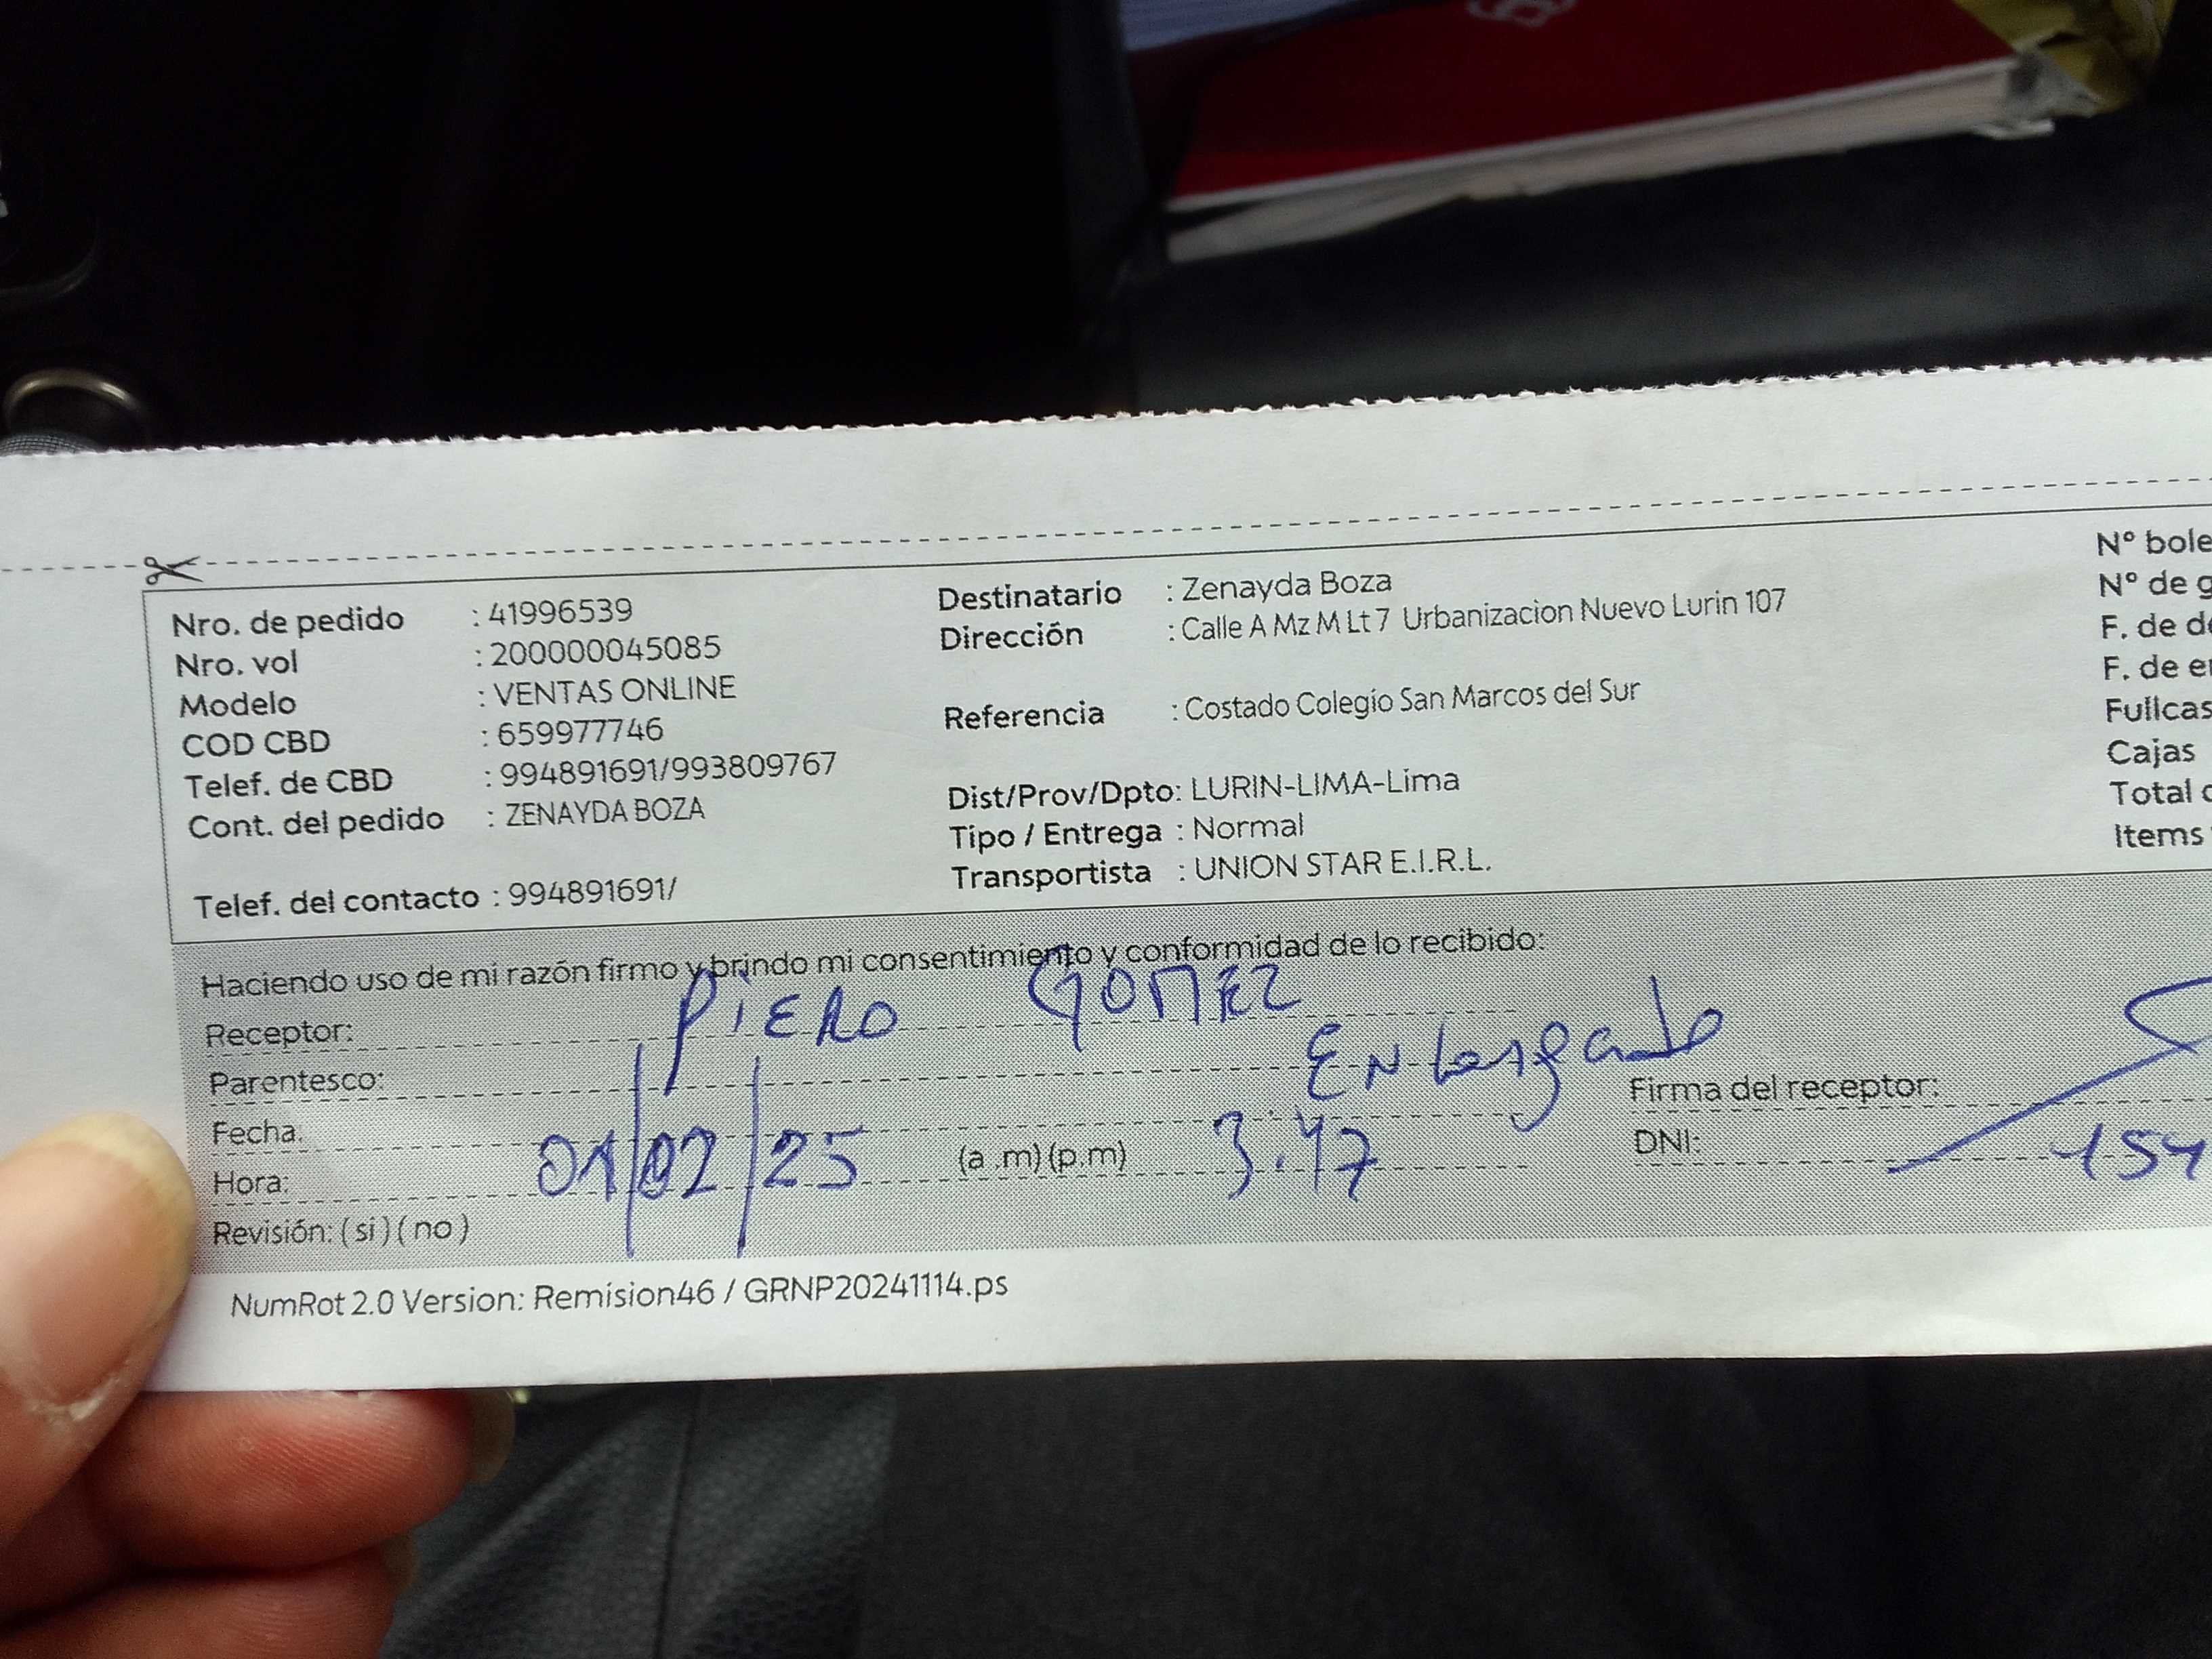 Nro. de pedido : 41996539
Nro. vol : 200000045085
Modelo : VENTAS ONLINE
COD CBD : 659977746
Telef. de CBD : 994891691/993809767
Cont. del pedido : ZENAYDA BOZA
Telef. del contacto : 994891691/
Destinatario : Zenayda Boza
Dirección : Calle A Mz M Lt 7 Urbanizacion Nuevo Lurin 107
Referencia : Costado Colegio San Marcos del Sur
Dist/Prov/Dpto: LURIN-LIMA-Lima
Tipo / Entrega : Normal
Transportista : UNION STAR E.I.R.L.
N° bole
N° de g
F. de de
F. de en
Fullcas
Cajas
Total
Items
Haciendo uso de mi razón firmo y brindo mi consentimiento y conformidad de lo recibido:
Receptor: PIERO GOMEZ
Parentesco:
Firma del receptor:
Fecha:
Hora: 01/02/25 (a .m) (p.m) 3.47
DNI: 454
Revisión: ( si ) ( no )
NumRot 2.0 Version: Remision46 / GRNP20241114.ps